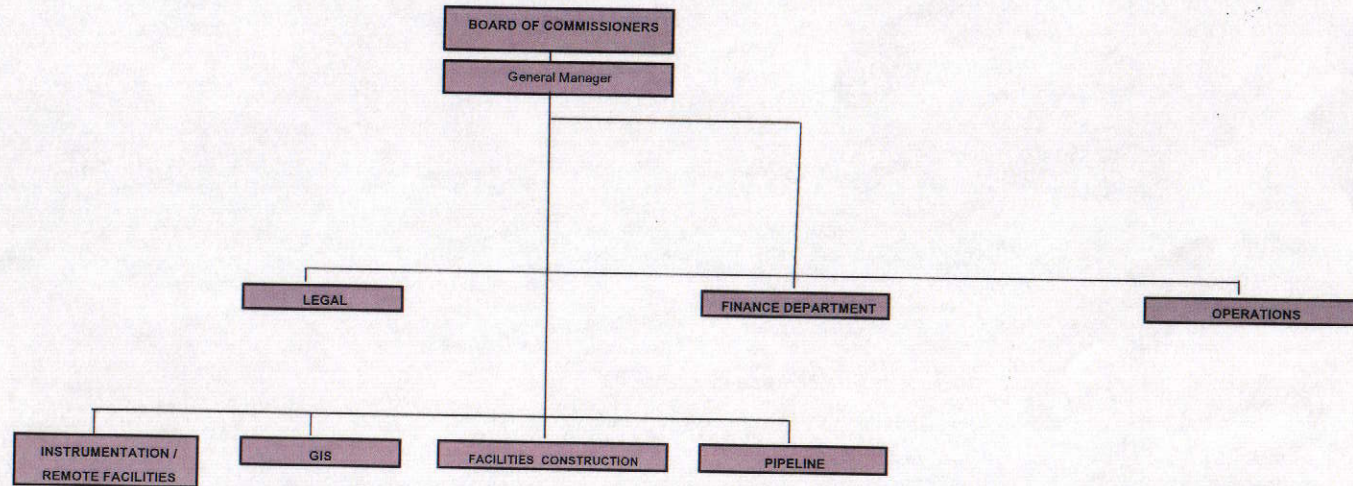 BOARD OF COMMISSIONERS
General Manager
LEGAL
FINANCE DEPARTMENT
OPERATIONS
INSTRUMENTATION /
REMOTE FACILITIES
GIS
FACILITIES CONSTRUCTION
PIPELINE